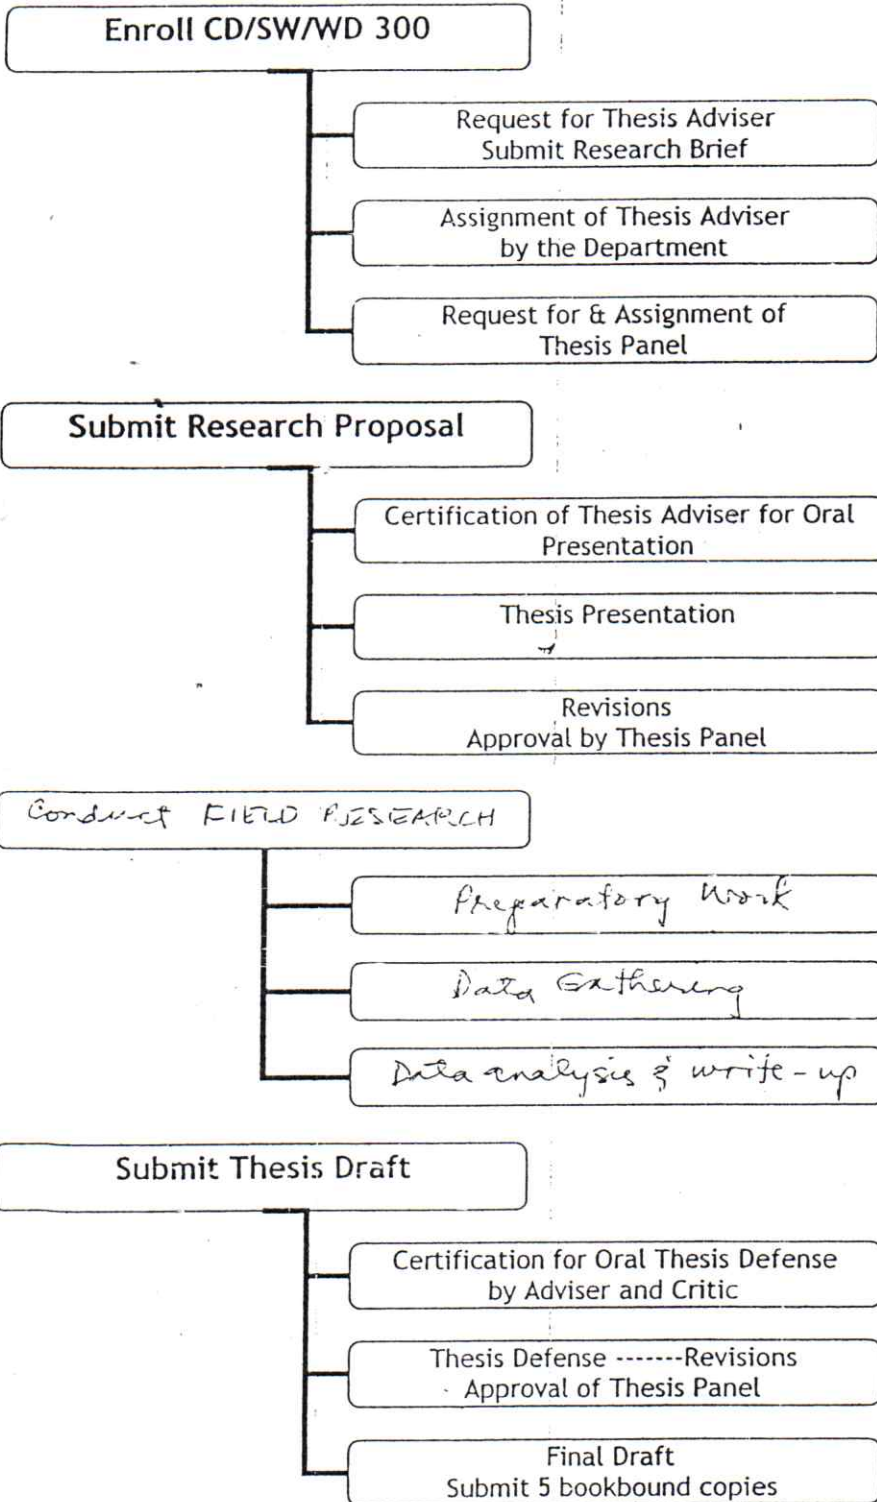 Enroll CD/SW/WD 300
Request for Thesis Adviser
Submit Research Brief
Assignment of Thesis Adviser
by the Department
Request for & Assignment of
Thesis Panel
Submit Research Proposal
Certification of Thesis Adviser for Oral
Presentation
Thesis Presentation
Revisions
Approval by Thesis Panel
Conduct FIELD RESEARCH
Preparatory Work
Data Gathering
Data analysis & write-up
Submit Thesis Draft
Certification for Oral Thesis Defense
by Adviser and Critic
Thesis Defense -------Revisions
Approval of Thesis Panel
Final Draft
Submit 5 bookbound copies